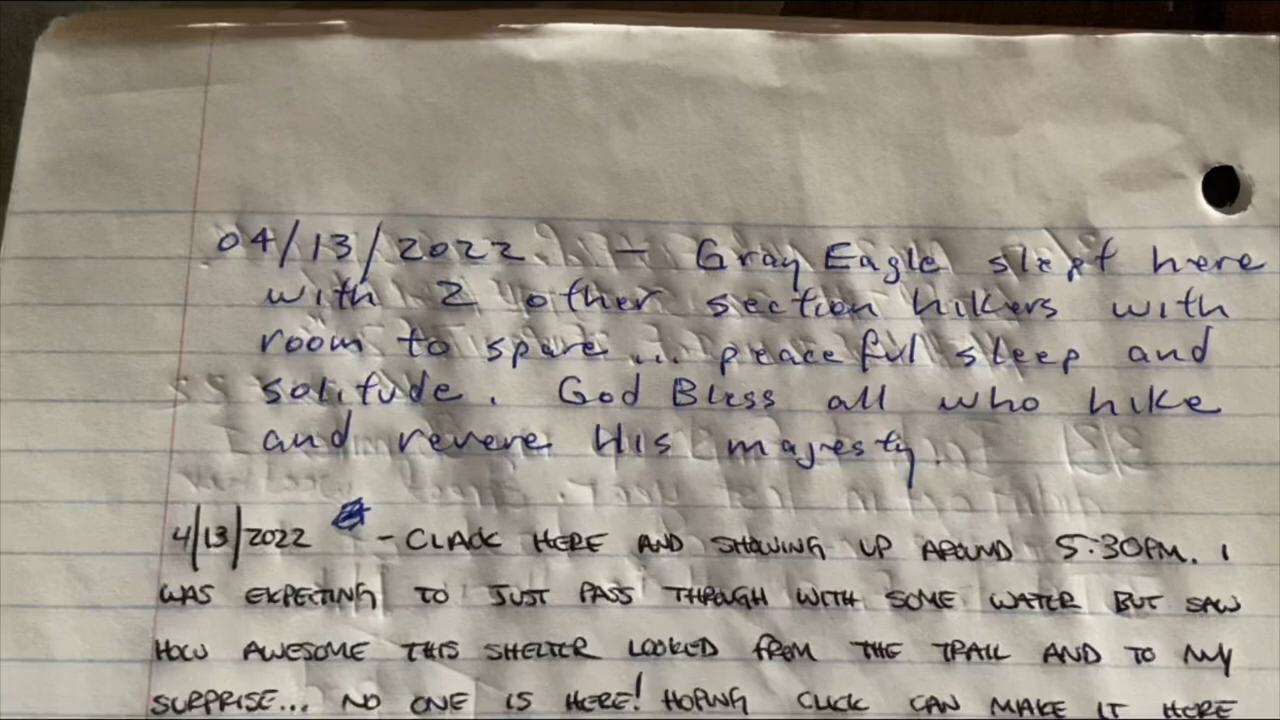 04/13/2022 - Gray Eagle slept here
with 2 other section hikers with
room to spare... peaceful sleep and
solitude. God Bless all who hike
and revere His majesty.
4/13/2022 - CLACK HERE AND SHOWING UP AROUND 5:30PM. I
WAS EXPECTING TO JUST PASS THROUGH WITH SOME WATER BUT SAW
HOW AWESOME THIS SHELTER LOOKED FROM THE TRAIL AND TO MY
SURPRISE... NO ONE IS HERE! HOPING CLICK CAN MAKE IT HERE